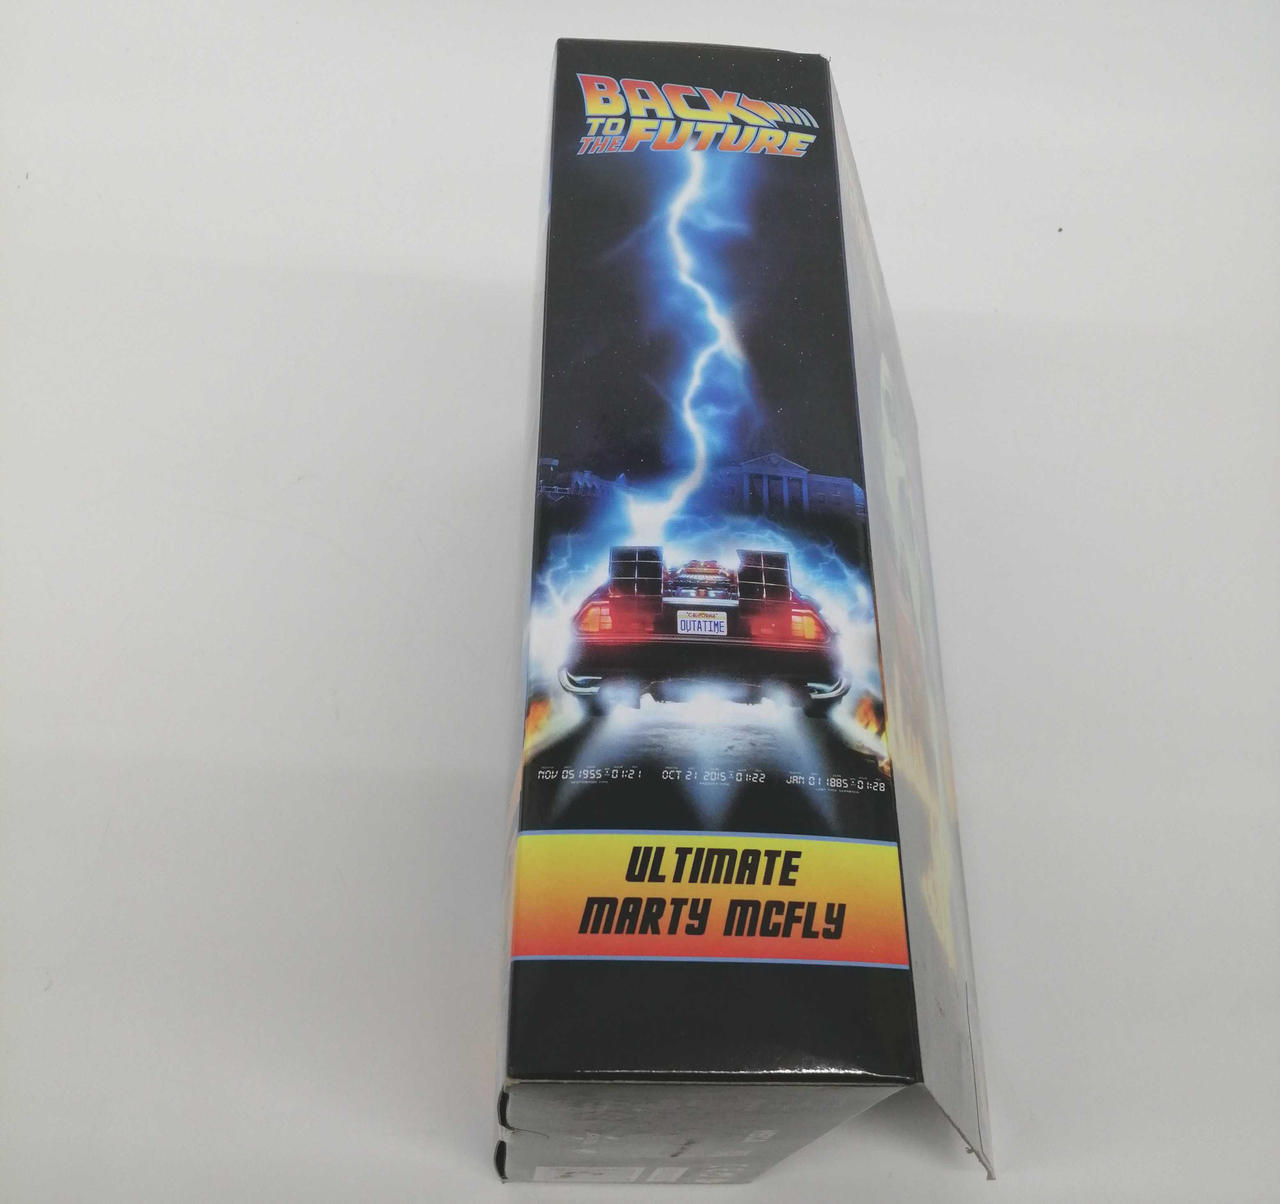 BACK
TO
THE FUTURE
"CALIFORNIA"
OUTATIME
NOV 05 1955 01:21 OCT 21 2015 01:22 JAN 01 1885 01:28
ULTIMATE
MARTY MCFLY